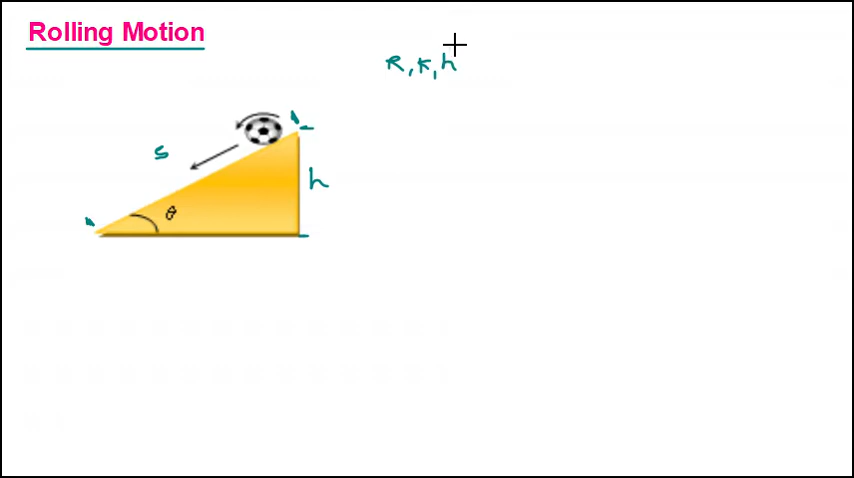 Rolling Motion
R, K, h
S
h
θ